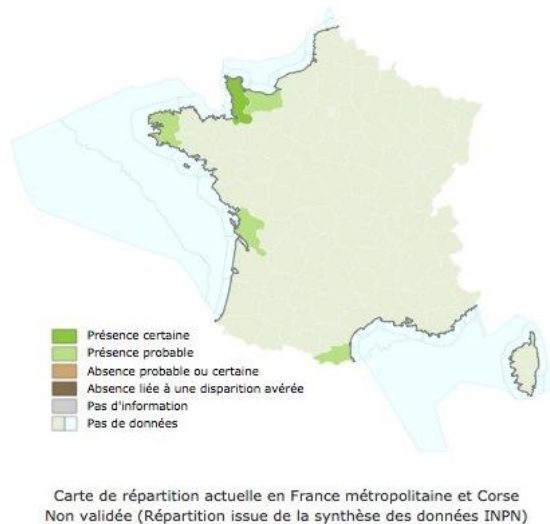 Présence certaine
Présence probable
Absence probable ou certaine
Absence liée à une disparition avérée
Pas d'information
Pas de données
Carte de répartition actuelle en France métropolitaine et Corse
Non validée (Répartition issue de la synthèse des données INPN)